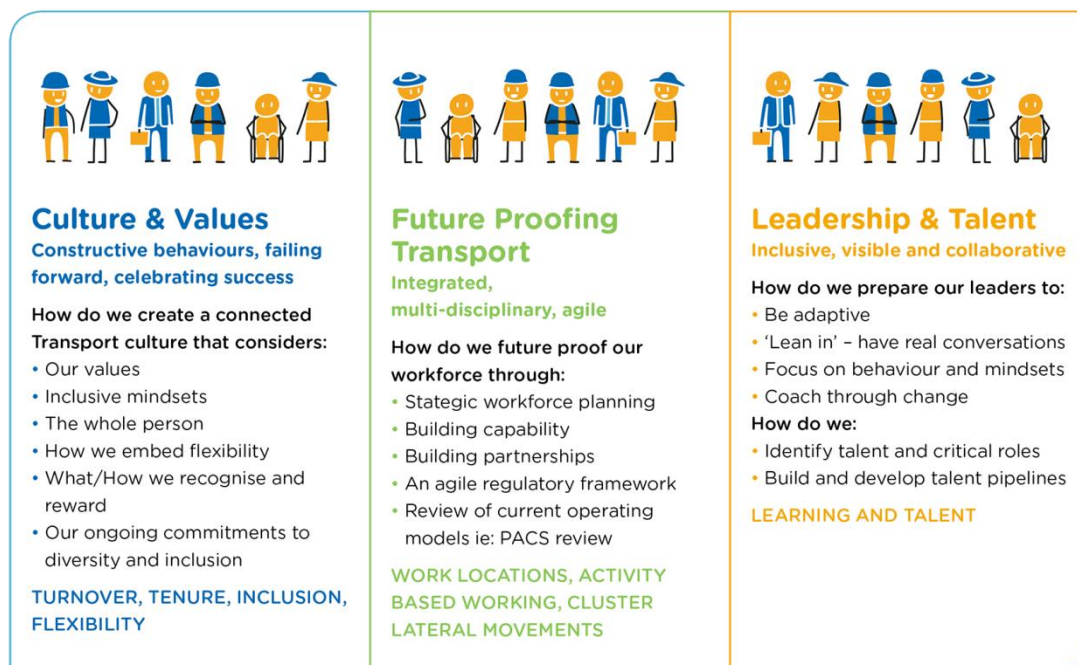 Culture & Values
Constructive behaviours, failing
forward, celebrating success
How do we create a connected
Transport culture that considers:
• Our values
• Inclusive mindsets
• The whole person
• How we embed flexibility
• What/How we recognise and
reward
• Our ongoing commitments to
diversity and inclusion
TURNOVER, TENURE, INCLUSION,
FLEXIBILITY
Future Proofing
Transport
Integrated,
multi-disciplinary, agile
How do we future proof our
workforce through:
• Stategic workforce planning
• Building capability
• Building partnerships
• An agile regulatory framework
• Review of current operating
models ie: PACS review
WORK LOCATIONS, ACTIVITY
BASED WORKING, CLUSTER
LATERAL MOVEMENTS
Leadership & Talent
Inclusive, visible and collaborative
How do we prepare our leaders to:
• Be adaptive
• ‘Lean in’ – have real conversations
• Focus on behaviour and mindsets
• Coach through change
How do we:
• Identify talent and critical roles
• Build and develop talent pipelines
LEARNING AND TALENT